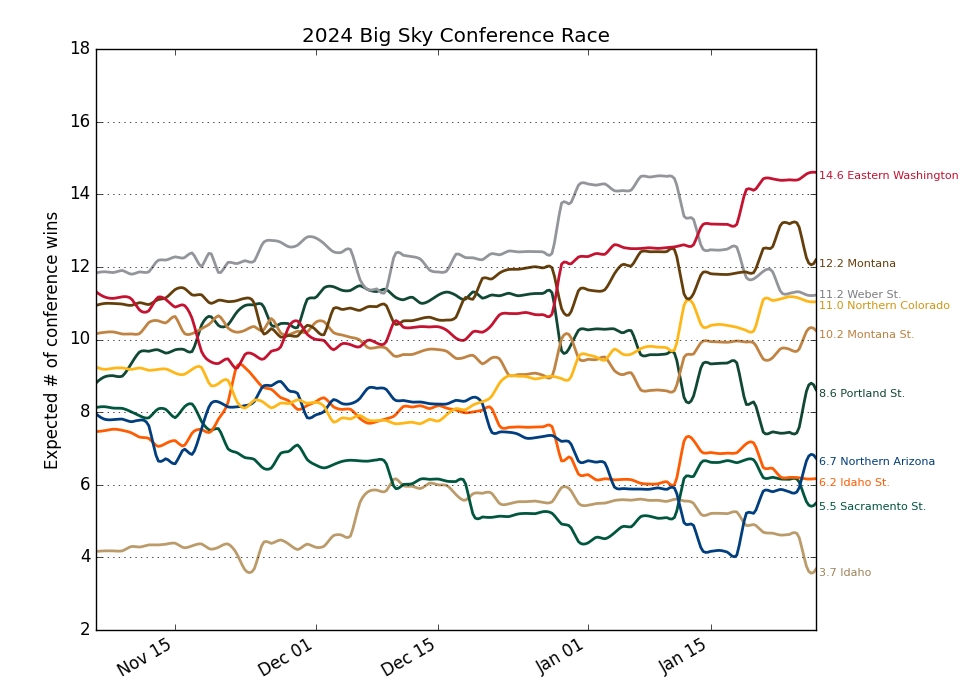 2024 Big Sky Conference Race
Expected # of conference wins
18
16
14
12
10
8
6
4
2
14.6 Eastern Washington
12.2 Montana
11.2 Weber St.
11.0 Northern Colorado
10.2 Montana St.
8.6 Portland St.
6.7 Northern Arizona
6.2 Idaho St.
5.5 Sacramento St.
3.7 Idaho
Nov 15
Dec 01
Dec 15
Jan 01
Jan 15